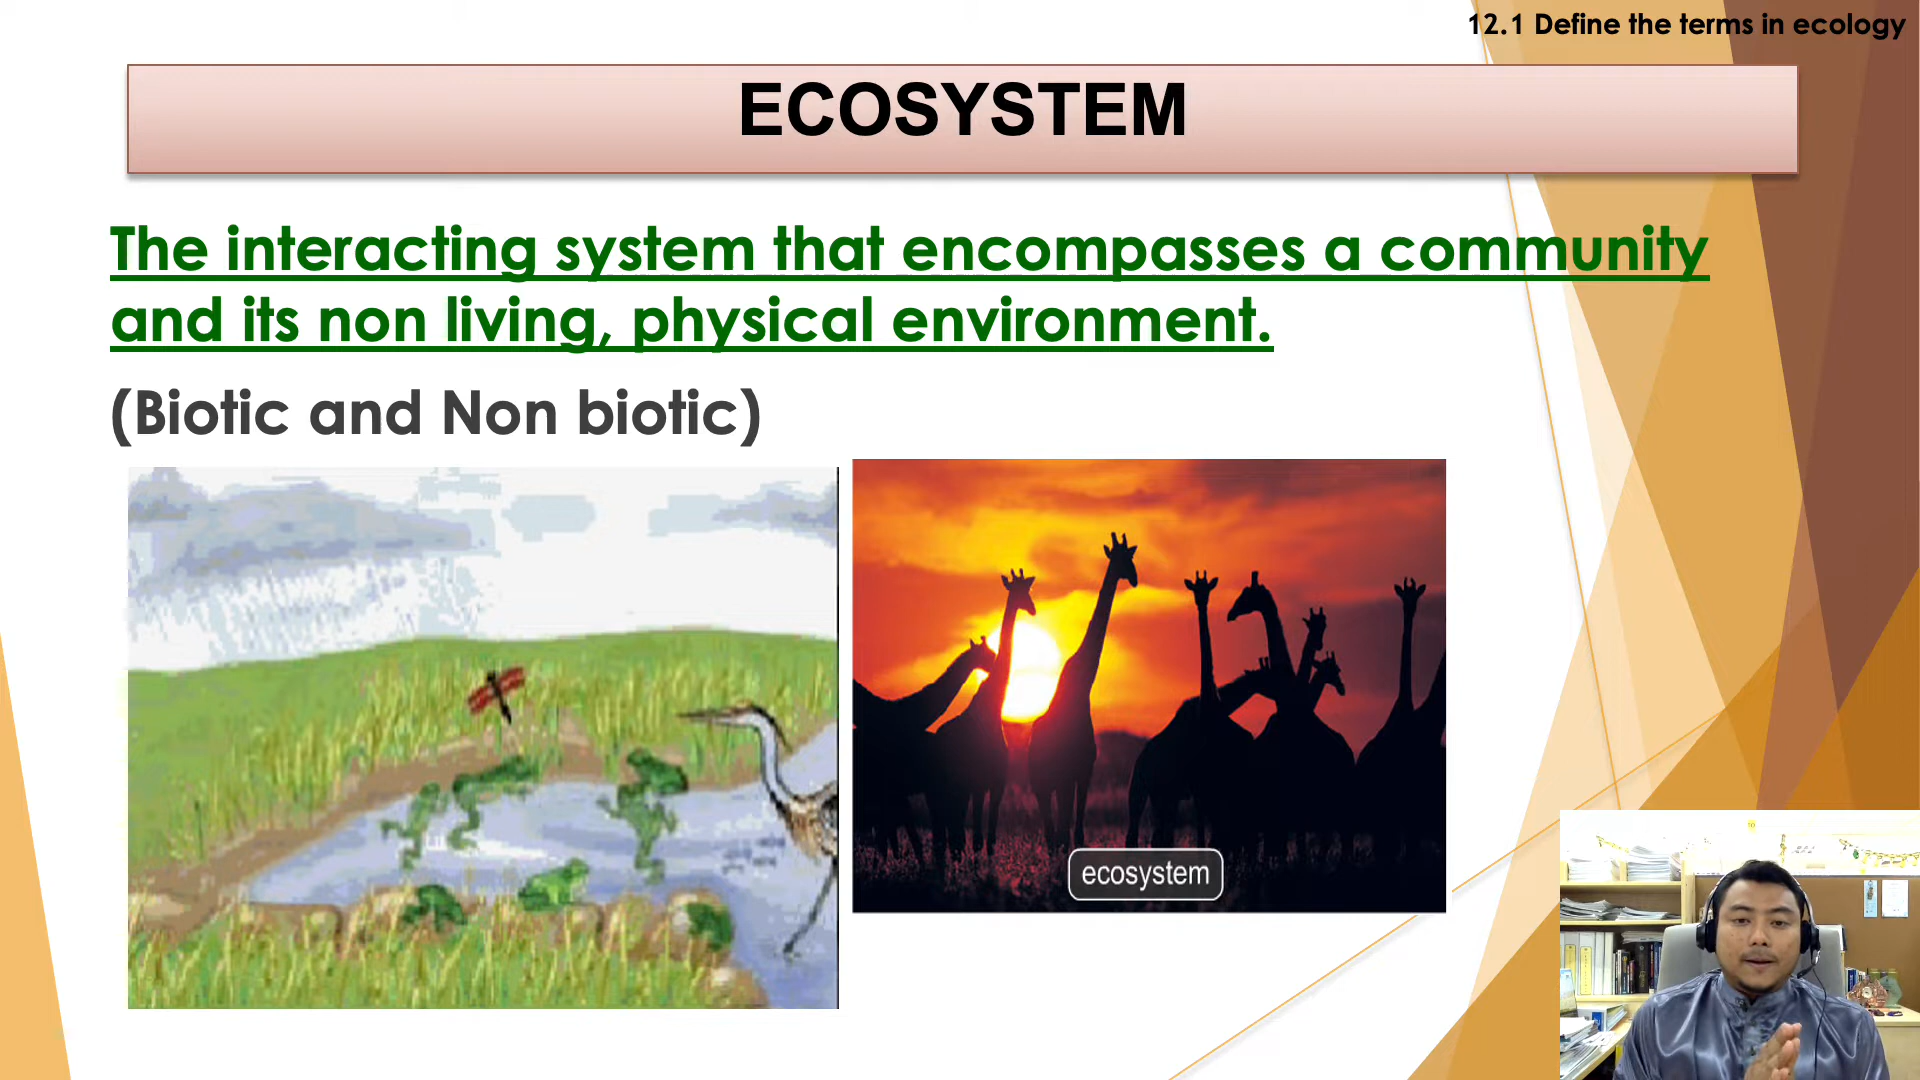 12.1 Define the terms in ecology
ECOSYSTEM
The interacting system that encompasses a community
and its non living, physical environment.
(Biotic and Non biotic)
ecosystem